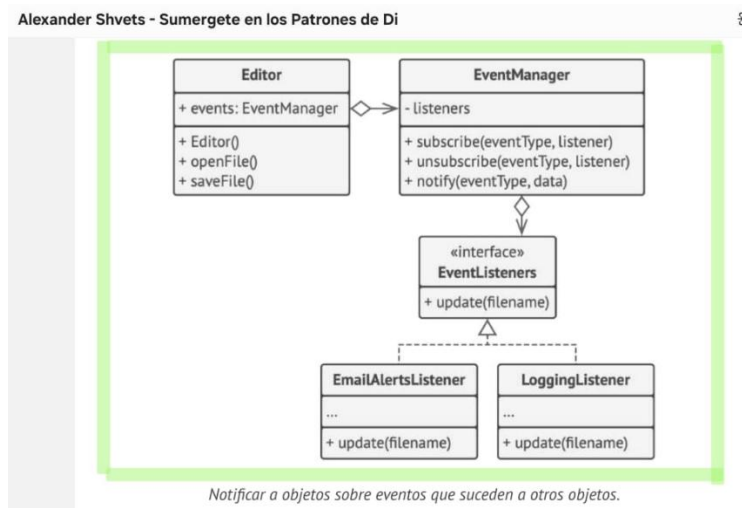 Alexander Shvets - Sumergete en los Patrones de Di
Editor
+ events: EventManager
+ Editor()
+ openFile()
+ saveFile()
EventManager
- listeners
+ subscribe(eventType, listener)
+ unsubscribe(eventType, listener)
+ notify(eventType, data)
«interface»
EventListeners
+ update(filename)
EmailAlertsListener
...
+ update(filename)
LoggingListener
...
+ update(filename)
Notificar a objetos sobre eventos que suceden a otros objetos.